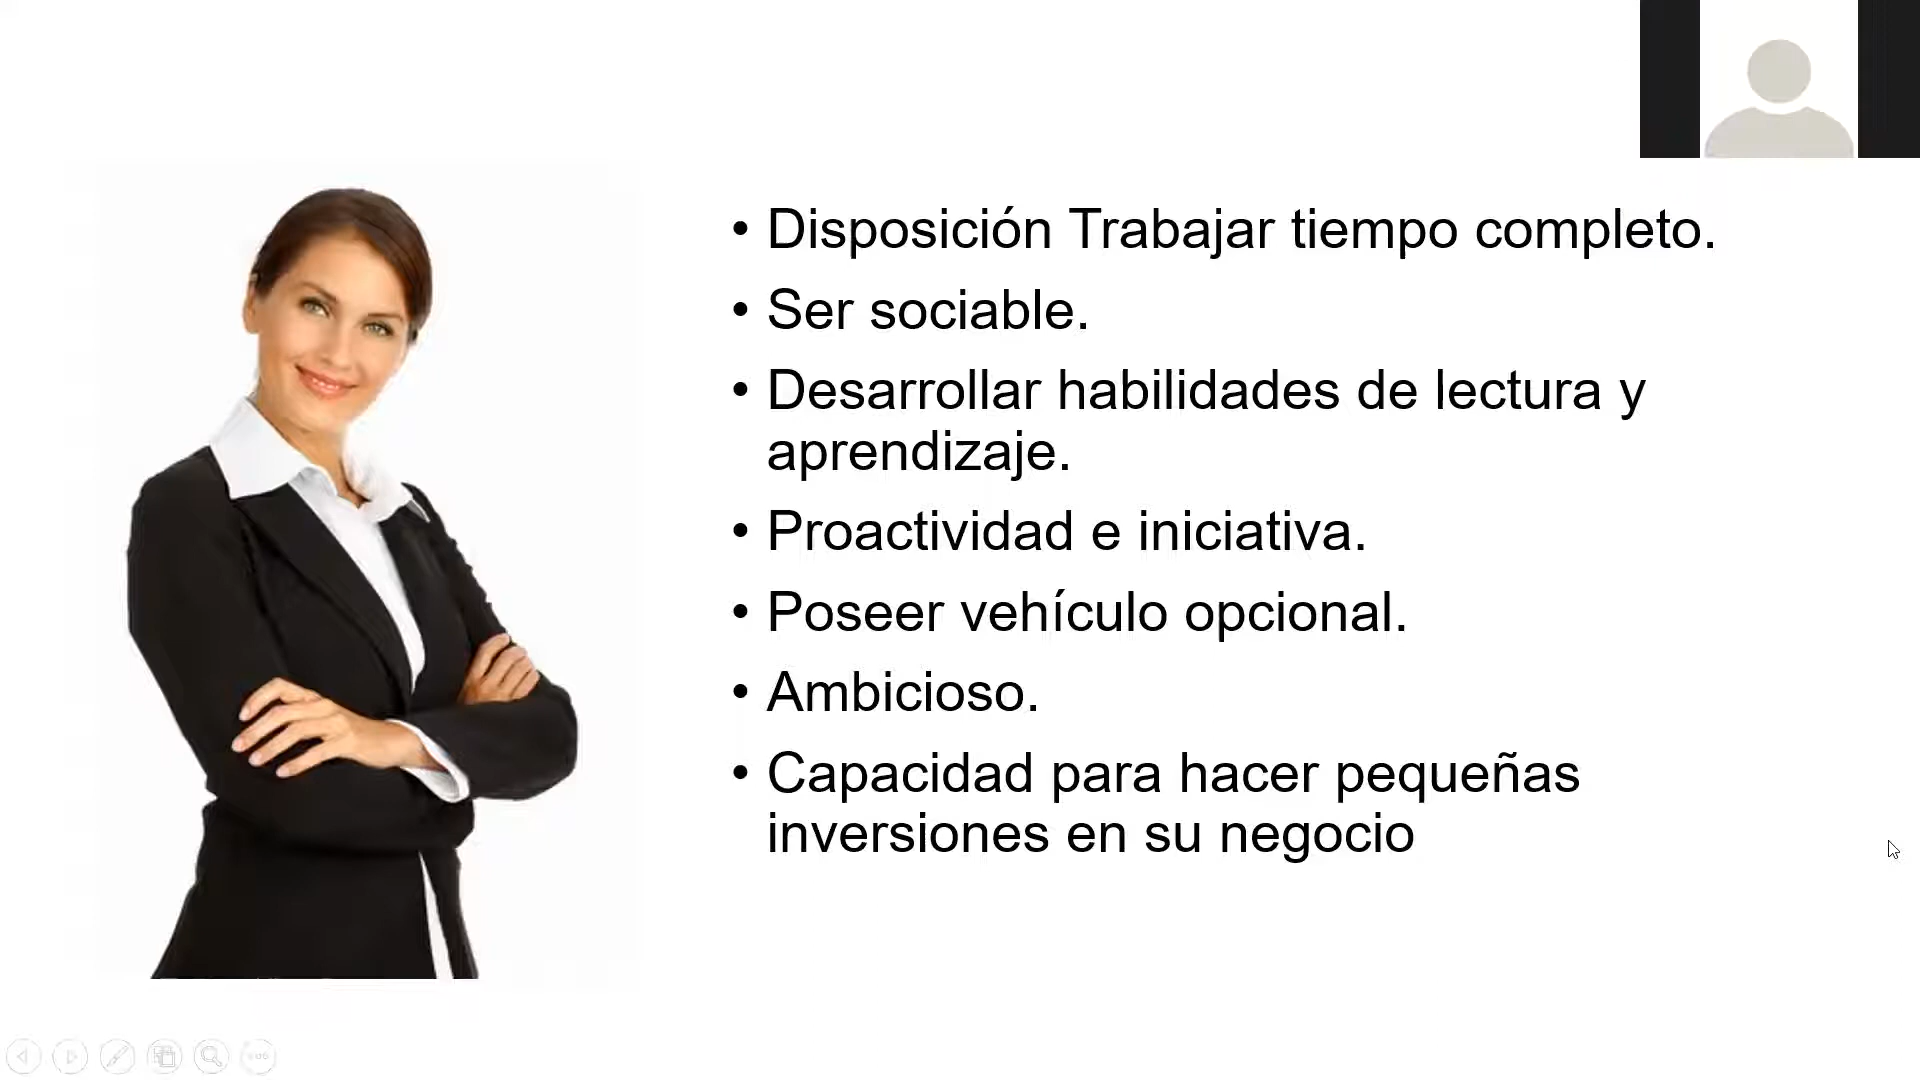 • Disposición Trabajar tiempo completo.
• Ser sociable.
• Desarrollar habilidades de lectura y
aprendizaje.
• Proactividad e iniciativa.
• Poseer vehículo opcional.
• Ambicioso.
• Capacidad para hacer pequeñas
inversiones en su negocio